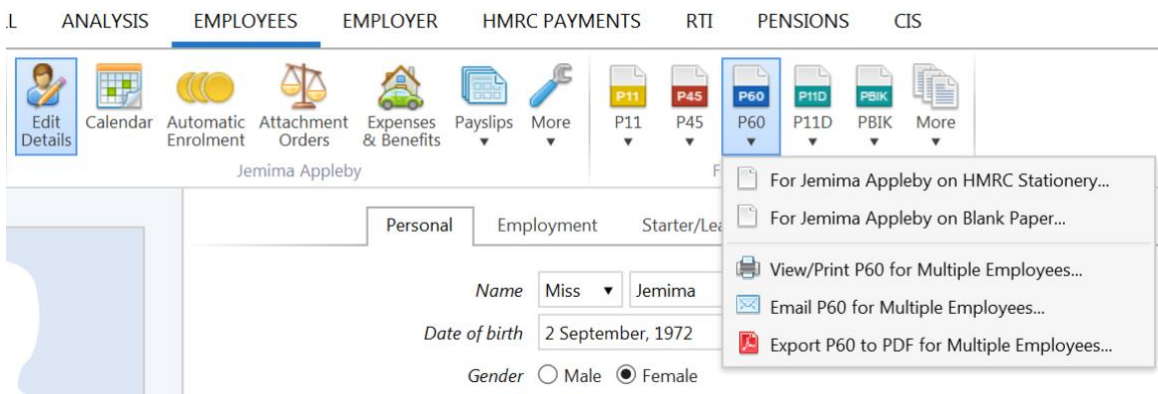 ANALYSIS EMPLOYEES EMPLOYER HMRC PAYMENTS RTI PENSIONS CIS
P11 P45 P60 P11D PBIK
Edit Details Calendar Automatic Enrolment Attachment Orders Expenses & Benefits Payslips More P11 P45 P60 P11D PBIK More
Jemima Appleby
For Jemima Appleby on HMRC Stationery...
For Jemima Appleby on Blank Paper...
View/Print P60 for Multiple Employees...
Email P60 for Multiple Employees...
Export P60 to PDF for Multiple Employees...
Personal Employment Starter/Lea
Name Miss Jemima
Date of birth 2 September, 1972
Gender Male Female